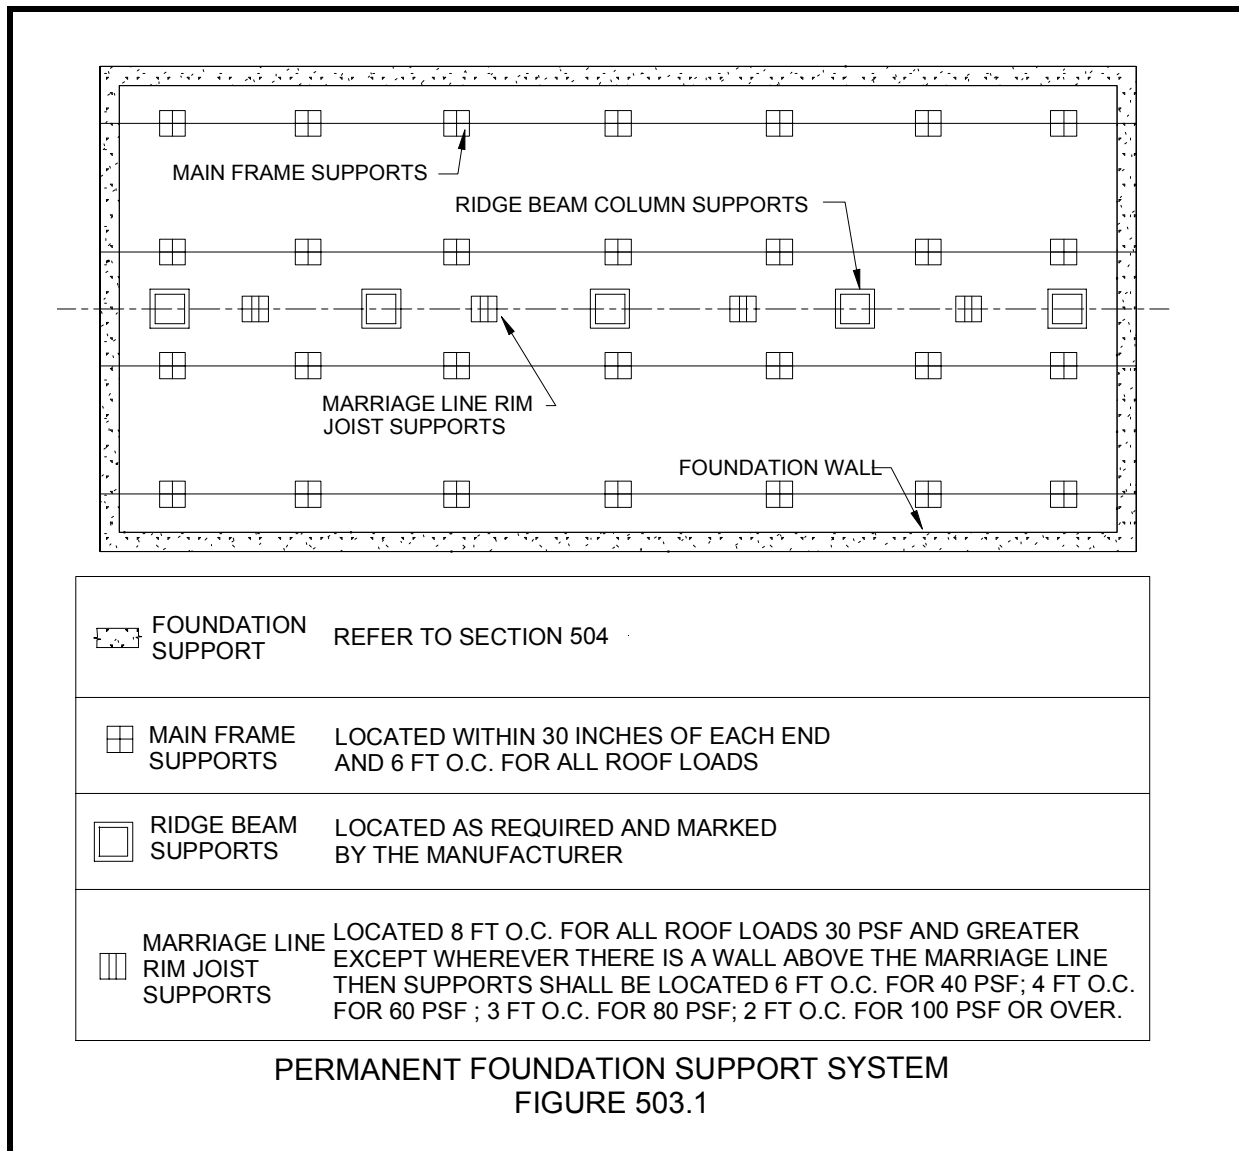 MAIN FRAME SUPPORTS
RIDGE BEAM COLUMN SUPPORTS
MARRIAGE LINE RIM
JOIST SUPPORTS
FOUNDATION WALL
FOUNDATION
SUPPORT
REFER TO SECTION 504
MAIN FRAME
SUPPORTS
LOCATED WITHIN 30 INCHES OF EACH END
AND 6 FT O.C. FOR ALL ROOF LOADS
RIDGE BEAM
SUPPORTS
LOCATED AS REQUIRED AND MARKED
BY THE MANUFACTURER
MARRIAGE LINE
RIM JOIST
SUPPORTS
LOCATED 8 FT O.C. FOR ALL ROOF LOADS 30 PSF AND GREATER
EXCEPT WHEREVER THERE IS A WALL ABOVE THE MARRIAGE LINE
THEN SUPPORTS SHALL BE LOCATED 6 FT O.C. FOR 40 PSF; 4 FT O.C.
FOR 60 PSF ; 3 FT O.C. FOR 80 PSF; 2 FT O.C. FOR 100 PSF OR OVER.
PERMANENT FOUNDATION SUPPORT SYSTEM
FIGURE 503.1